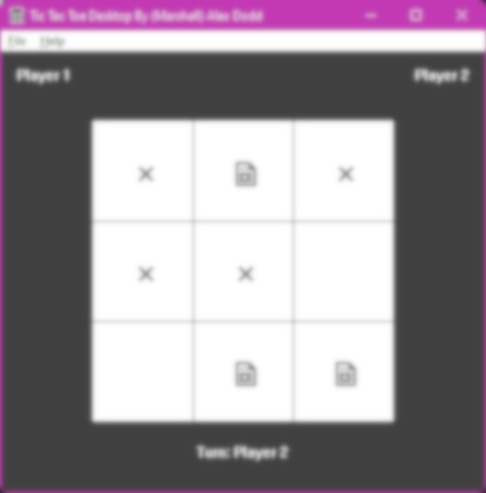 Tic Tac Toe Desktop By (Marshall) Alex Dodd
File Help
Player 1 Player 2
Turn: Player 2